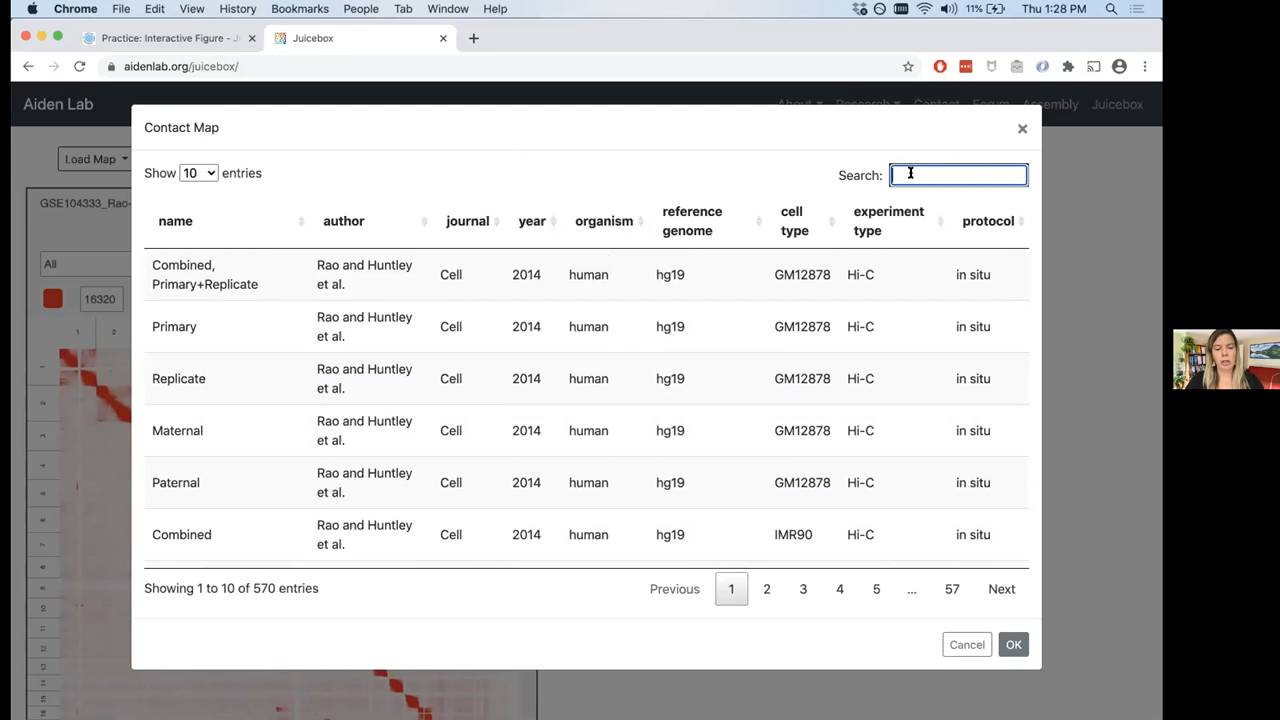 Chrome File Edit View History Bookmarks People Tab Window Help 11% Thu 1:28 PM
Practice: Interactive Figure - Juicebox
aidenlab.org/juicebox/
Aiden Lab About Research Contact Forum Assembly Juicebox
Contact Map ×
Load Map
Show 10 entries Search:
GSE104333_Rao-
name author journal year organism reference genome cell type experiment type protocol
All
16320
Combined, Primary+Replicate Rao and Huntley et al. Cell 2014 human hg19 GM12878 Hi-C in situ
Primary Rao and Huntley et al. Cell 2014 human hg19 GM12878 Hi-C in situ
Replicate Rao and Huntley et al. Cell 2014 human hg19 GM12878 Hi-C in situ
Maternal Rao and Huntley et al. Cell 2014 human hg19 GM12878 Hi-C in situ
Paternal Rao and Huntley et al. Cell 2014 human hg19 GM12878 Hi-C in situ
Combined Rao and Huntley et al. Cell 2014 human hg19 IMR90 Hi-C in situ
Showing 1 to 10 of 570 entries Previous 1 2 3 4 5 ... 57 Next
Cancel OK